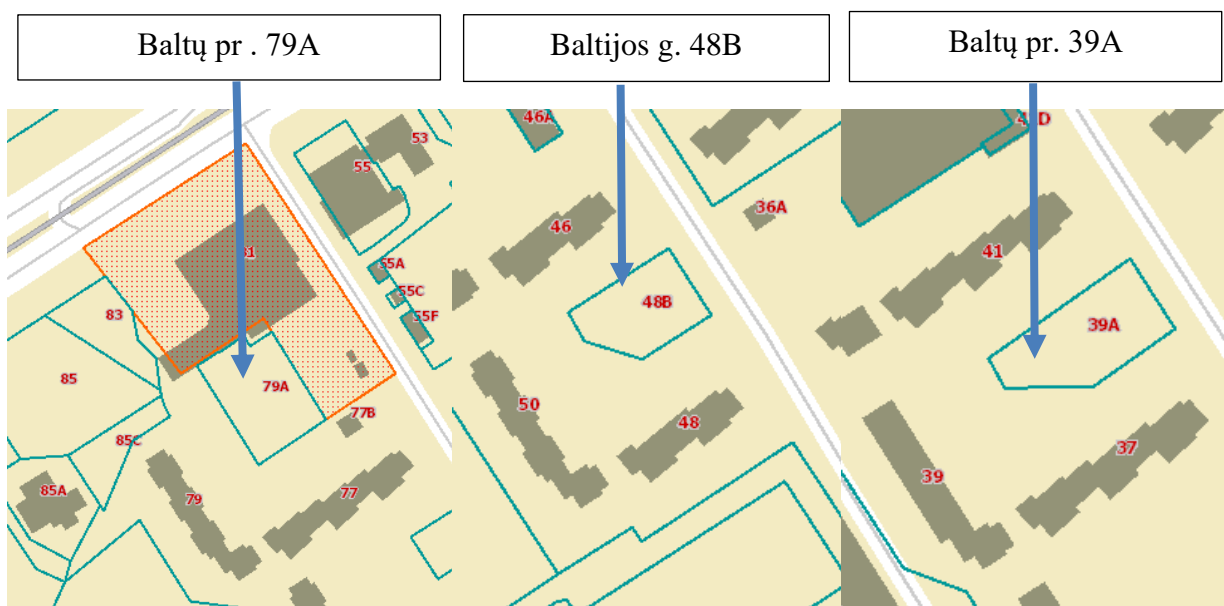 Baltų pr . 79A
Baltijos g. 48B
Baltų pr. 39A
53
55
55A
55C
55F
83
85
79A
77B
85C
85A
79
77
46A
36A
46
48B
50
48
41
39A
39
37